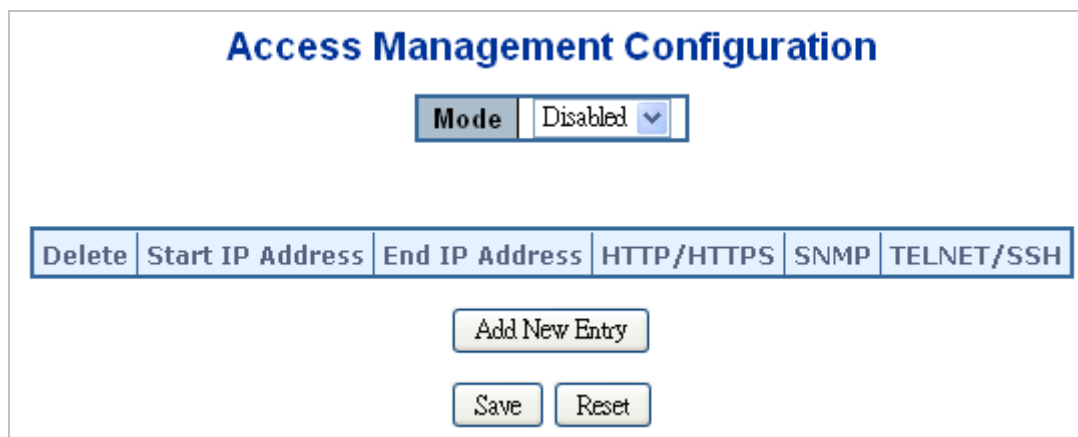 Access Management Configuration
Mode Disabled
Delete Start IP Address End IP Address HTTP/HTTPS SNMP TELNET/SSH
Add New Entry
Save Reset